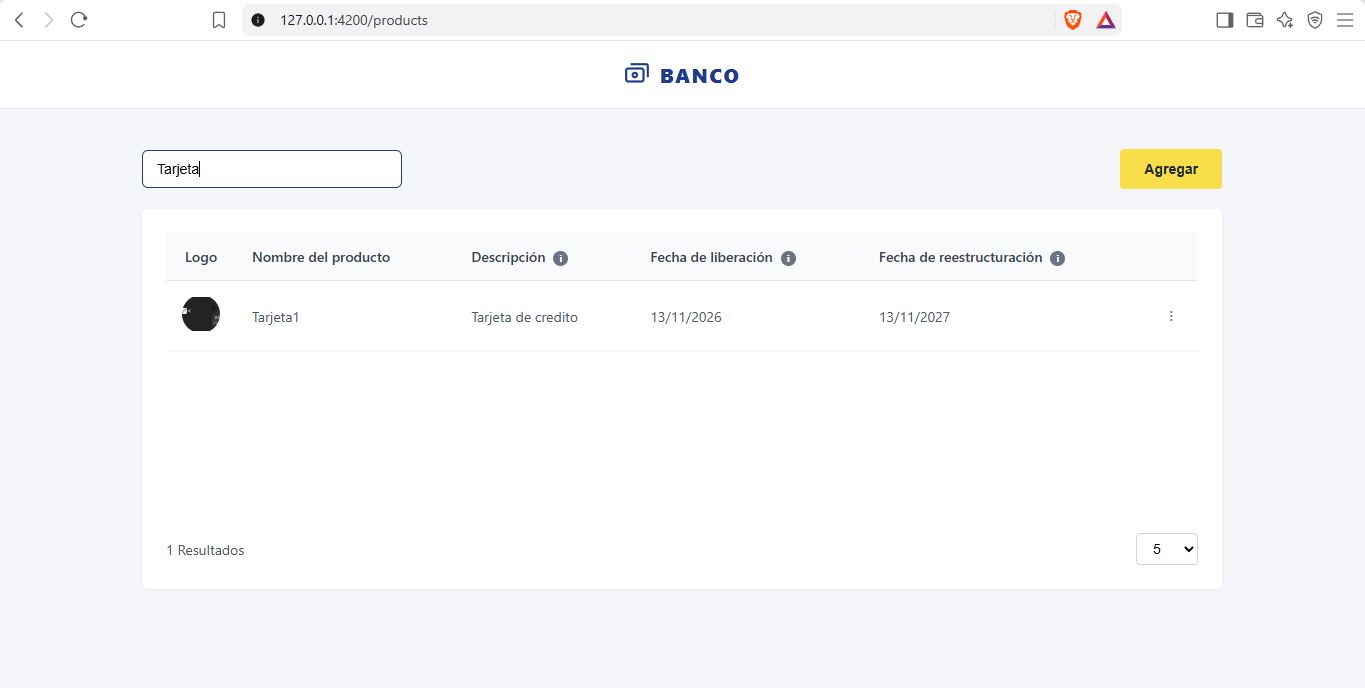 127.0.0.1:4200/products
BANCO
Tarjeta
Agregar
Logo Nombre del producto Descripción i Fecha de liberación i Fecha de reestructuración i
Tarjeta1 Tarjeta de credito 13/11/2026 13/11/2027
1 Resultados
5